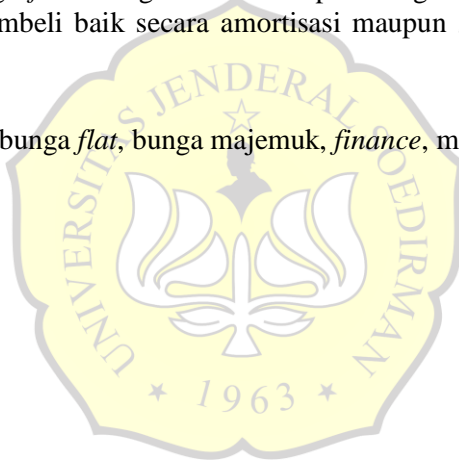 mbeli baik secara amortisasi maupun
bunga flat, bunga majemuk, finance, m
UNIVERSITAS JENDERAL SOEDIRMAN
* 1963 *